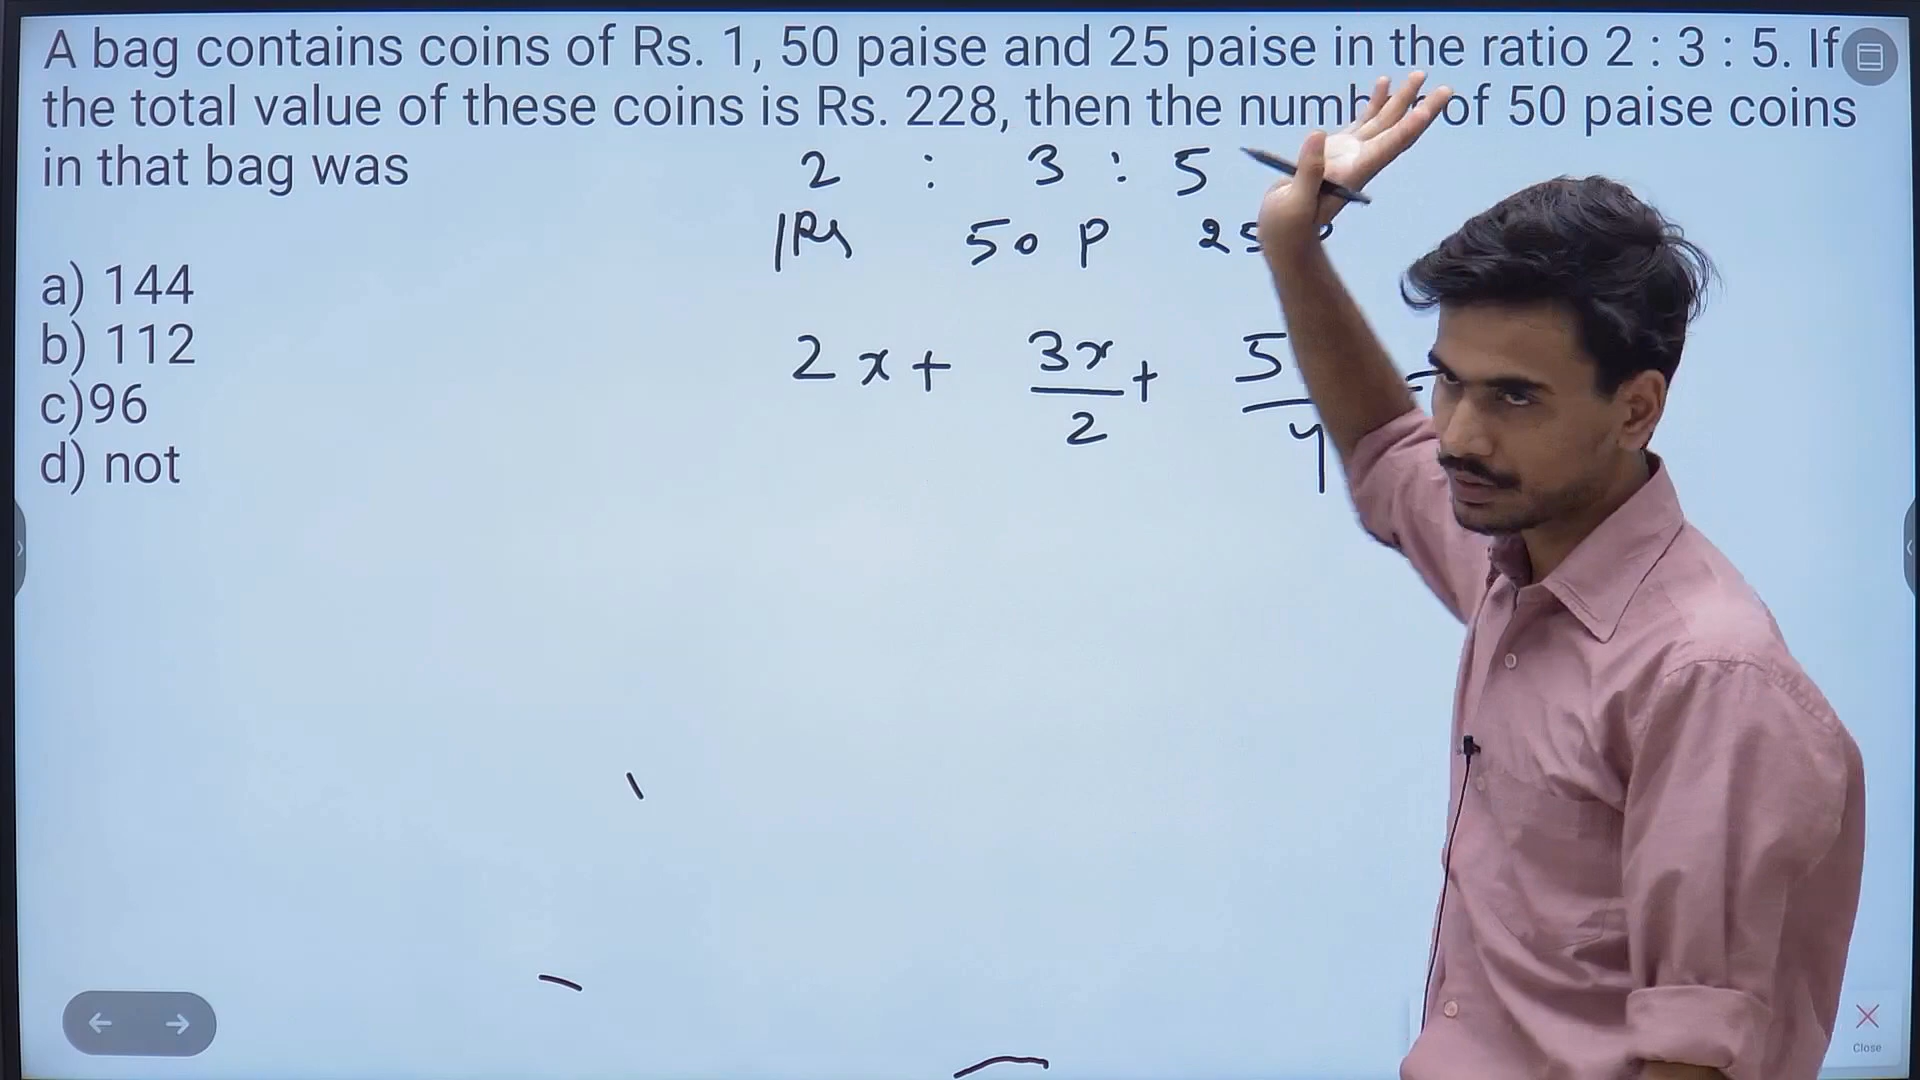 A bag contains coins of Rs. 1, 50 paise and 25 paise in the ratio 2 : 3 : 5. If
the total value of these coins is Rs. 228, then the of 50 paise coins
in that bag was
2 : 3 : 5
1Rs 50 P
a) 144
b) 112
c)96
d) not
2x + 3x/2 + 5
4
Close